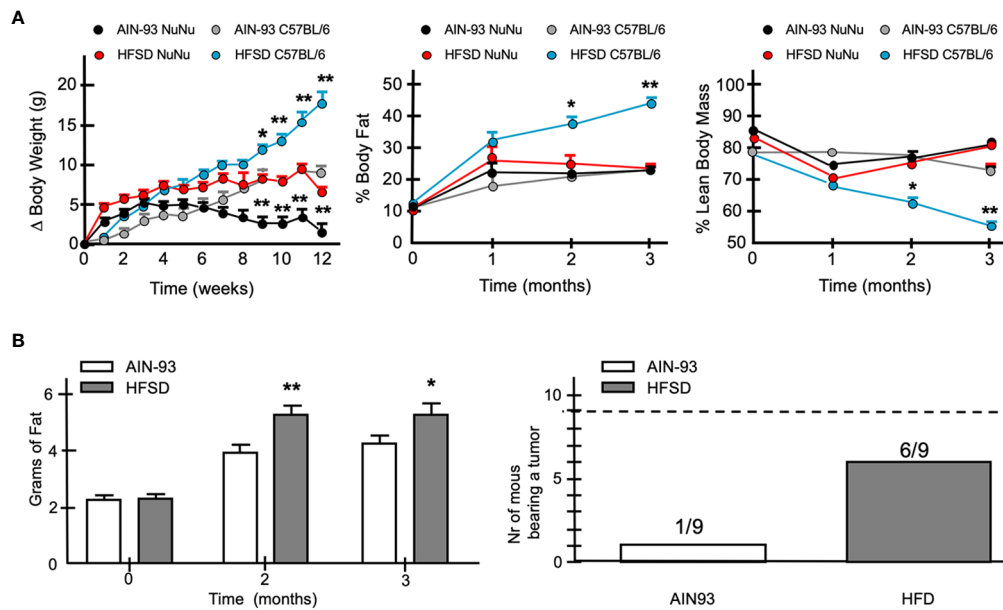 A
AIN-93 NuNu AIN-93 C57BL/6
HFSD NuNu HFSD C57BL/6
Δ Body Weight (g)
20
15
10
5
0
0 2 4 6 8 10 12
* ** ** **
** ** ** **
Time (weeks)
AIN-93 NuNu AIN-93 C57BL/6
HFSD NuNu HFSD C57BL/6
% Body Fat
50
40
30
20
10
0
0 1 2 3
* **
Time (months)
AIN-93 NuNu AIN-93 C57BL/6
HFSD NuNu HFSD C57BL/6
% Lean Body Mass
100
90
80
70
60
50
0 1 2 3
* **
Time (months)
B
AIN-93
HFSD
Grams of Fat
6
4
2
0
** *
0 2 3
Time (months)
AIN-93
HFSD
Nr of mous
bearing a tumor
10
5
0
1/9
6/9
AIN93 HFD